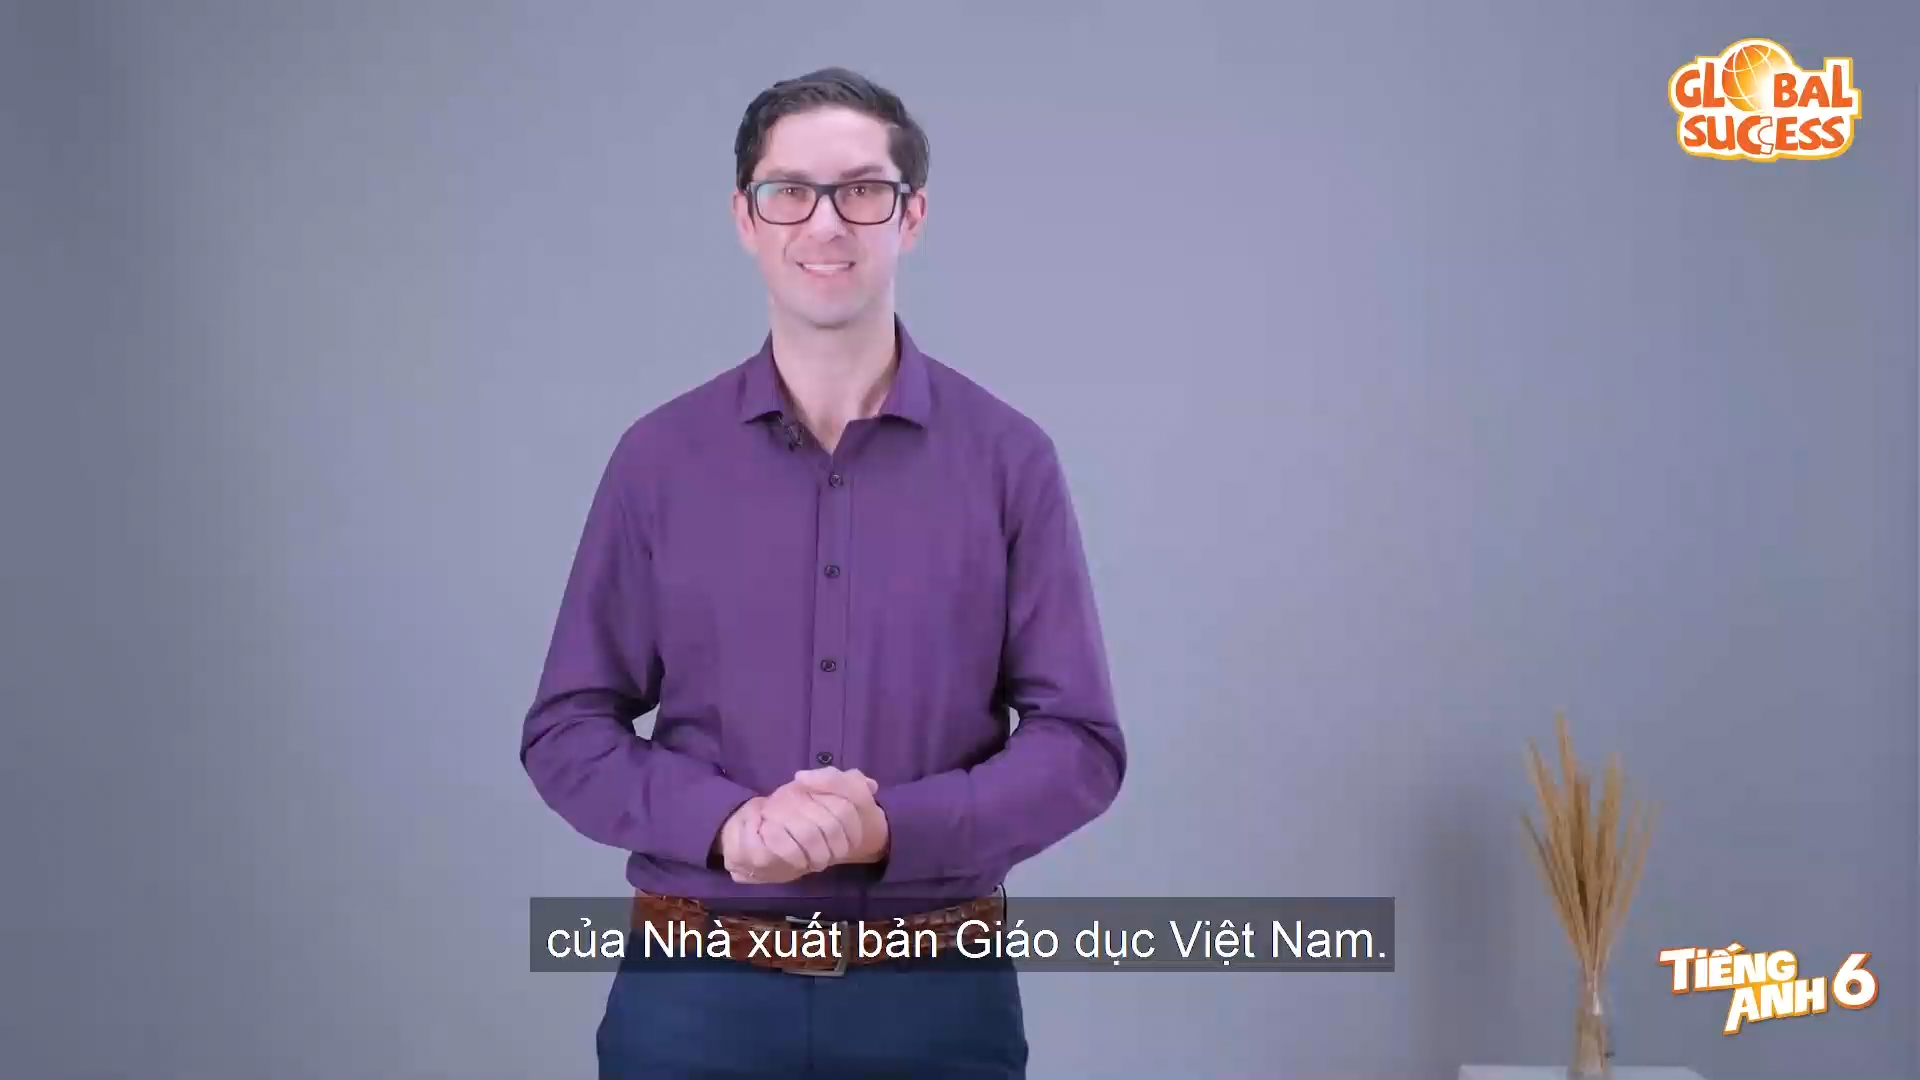 GLOBAL
SUCCESS
của Nhà xuất bản Giáo dục Việt Nam.
TIẾNG
ANH 6